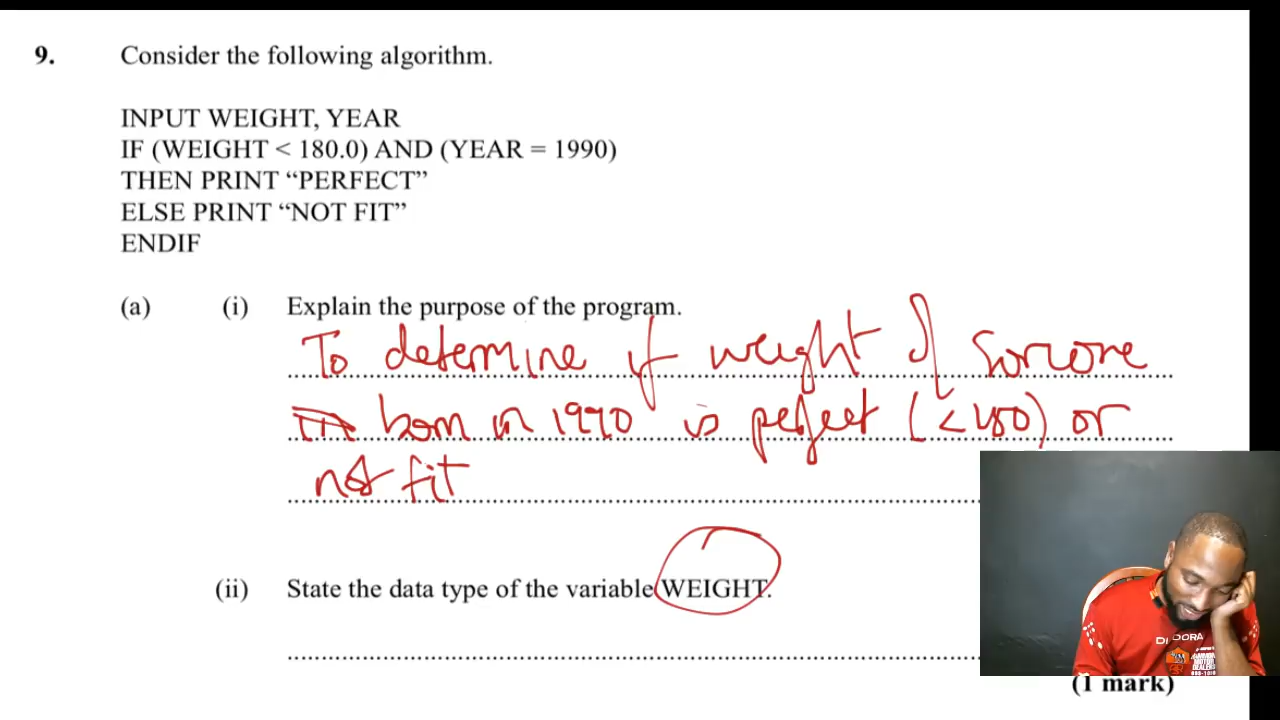 9. Consider the following algorithm.
INPUT WEIGHT, YEAR
IF (WEIGHT < 180.0) AND (YEAR = 1990)
THEN PRINT “PERFECT”
ELSE PRINT “NOT FIT”
ENDIF
(a) (i) Explain the purpose of the program.
To determine if weight of someone
born in 1990 is perfect (<180) or
not fit
(ii) State the data type of the variable WEIGHT.
DIADORA
(1 mark)